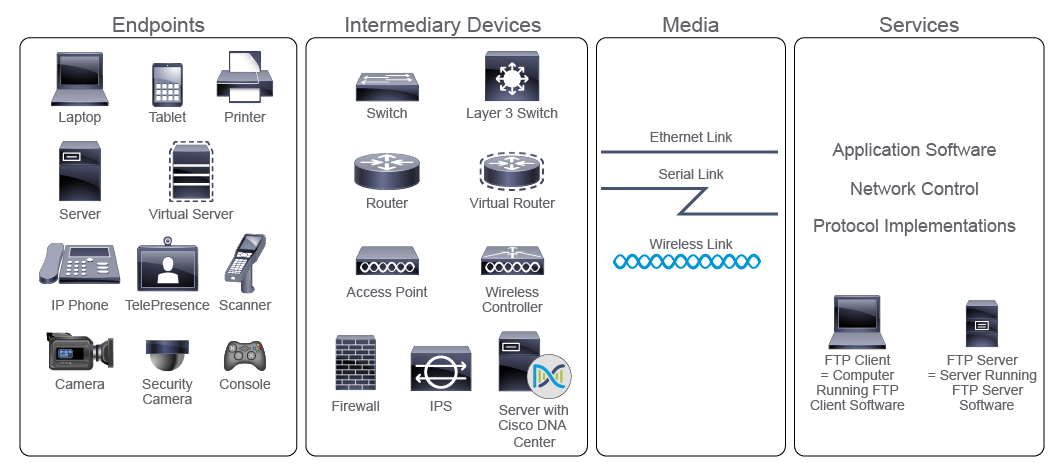 Endpoints
Intermediary Devices
Media
Services
Laptop
Tablet
Printer
Server
Virtual Server
IP Phone
TelePresence
Scanner
Camera
Security
Camera
Console
Switch
Layer 3 Switch
Router
Virtual Router
Access Point
Wireless
Controller
Firewall
IPS
Server with
Cisco DNA
Center
Ethernet Link
Serial Link
Wireless Link
Application Software
Network Control
Protocol Implementations
FTP Client
= Computer
Running FTP
Client Software
FTP Server
= Server Running
FTP Server
Software